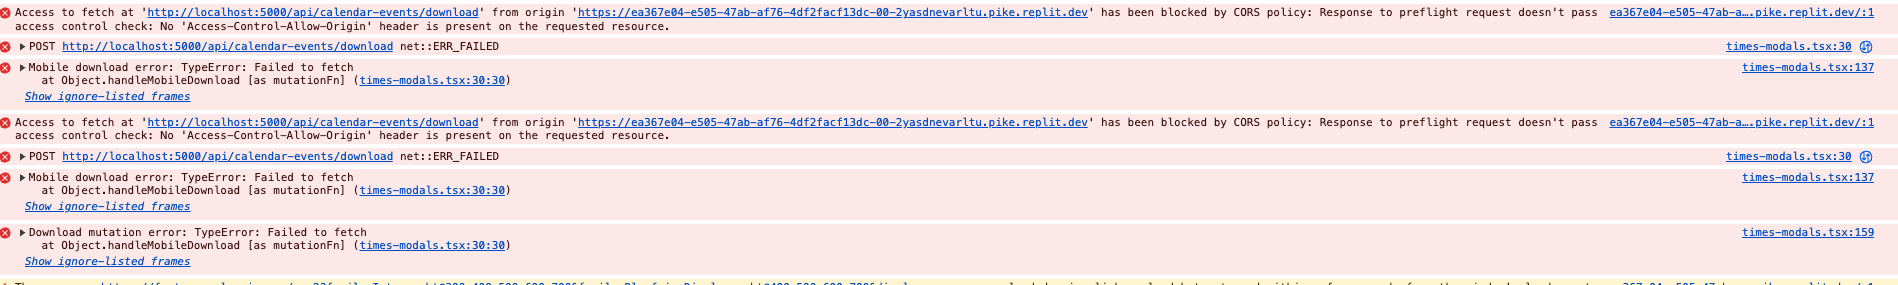 Access to fetch at 'http://localhost:5000/api/calendar-events/download' from origin 'https://ea367e04-e505-47ab-af76-4df2facf13dc-00-2yasdnevarltu.pike.replit.dev' has been blocked by CORS policy: Response to preflight request doesn't pass ea367e04-e505-47ab-a….pike.replit.dev/:1
access control check: No 'Access-Control-Allow-Origin' header is present on the requested resource.
POST http://localhost:5000/api/calendar-events/download net::ERR_FAILED times-modals.tsx:30
Mobile download error: TypeError: Failed to fetch times-modals.tsx:137
at Object.handleMobileDownload [as mutationFn] (times-modals.tsx:30:30)
Show ignore-listed frames
Access to fetch at 'http://localhost:5000/api/calendar-events/download' from origin 'https://ea367e04-e505-47ab-af76-4df2facf13dc-00-2yasdnevarltu.pike.replit.dev' has been blocked by CORS policy: Response to preflight request doesn't pass ea367e04-e505-47ab-a….pike.replit.dev/:1
access control check: No 'Access-Control-Allow-Origin' header is present on the requested resource.
POST http://localhost:5000/api/calendar-events/download net::ERR_FAILED times-modals.tsx:30
Mobile download error: TypeError: Failed to fetch times-modals.tsx:137
at Object.handleMobileDownload [as mutationFn] (times-modals.tsx:30:30)
Show ignore-listed frames
Download mutation error: TypeError: Failed to fetch times-modals.tsx:159
at Object.handleMobileDownload [as mutationFn] (times-modals.tsx:30:30)
Show ignore-listed frames